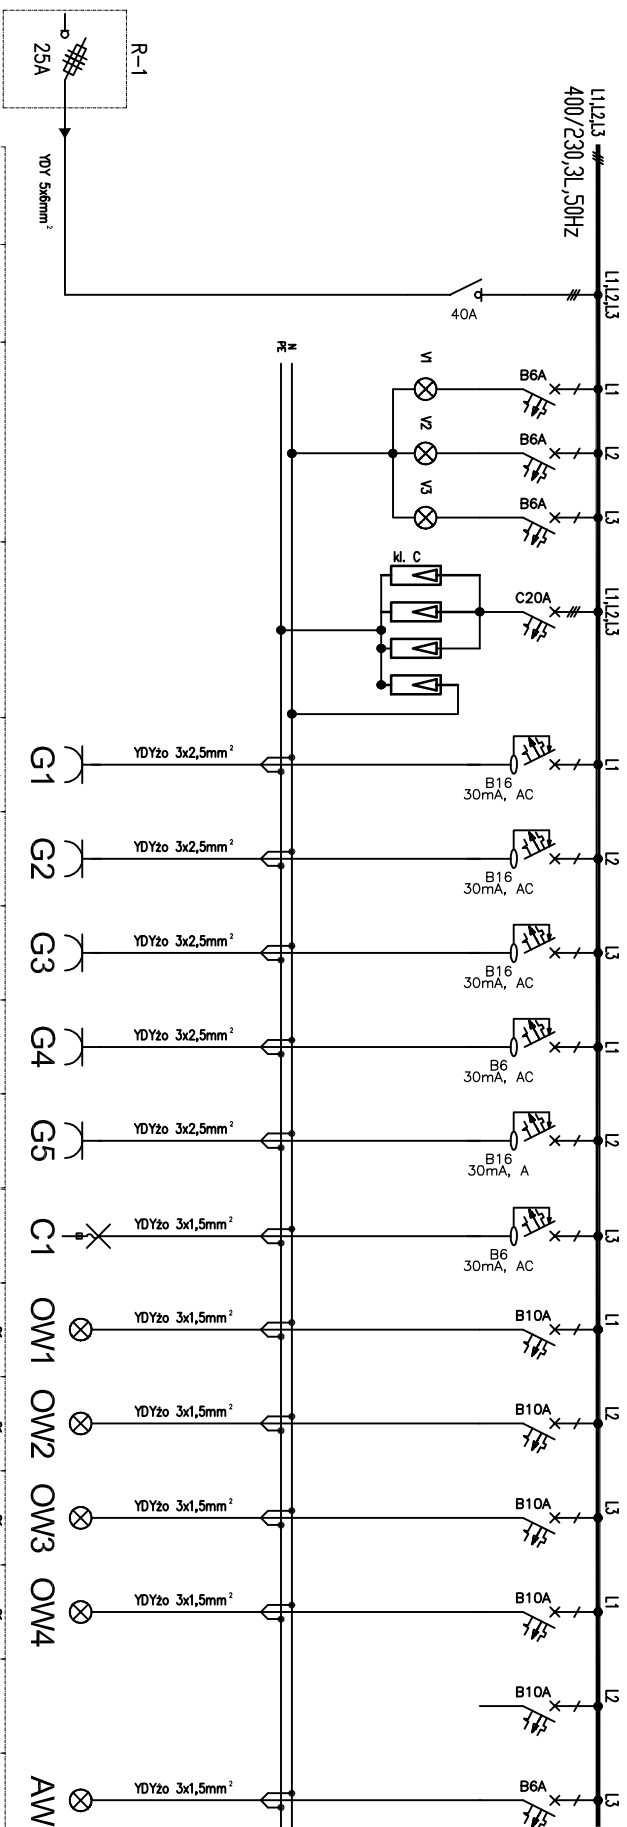 R-1
25A
YDY 5x6mm²
L1,L2,L3
400/230,3L,50Hz
L1,L2,L3
40A
PE
N
V1
B6A
L1
V2
B6A
L2
V3
B6A
L3
kl. C
C20A
L1,L2,L3
G1
YDYżo 3x2,5mm²
B16
30mA, AC
L1
G2
YDYżo 3x2,5mm²
B16
30mA, AC
L2
G3
YDYżo 3x2,5mm²
B16
30mA, AC
L3
G4
YDYżo 3x2,5mm²
B6
30mA, AC
L1
G5
YDYżo 3x2,5mm²
B16
30mA, A
L2
C1
YDYżo 3x1,5mm²
B6
30mA, AC
L3
OW1
YDYżo 3x1,5mm²
B10A
L1
OW2
YDYżo 3x1,5mm²
B10A
L2
OW3
YDYżo 3x1,5mm²
B10A
L3
OW4
YDYżo 3x1,5mm²
B10A
L1
B10A
L2
AW
YDYżo 3x1,5mm²
B6A
L3